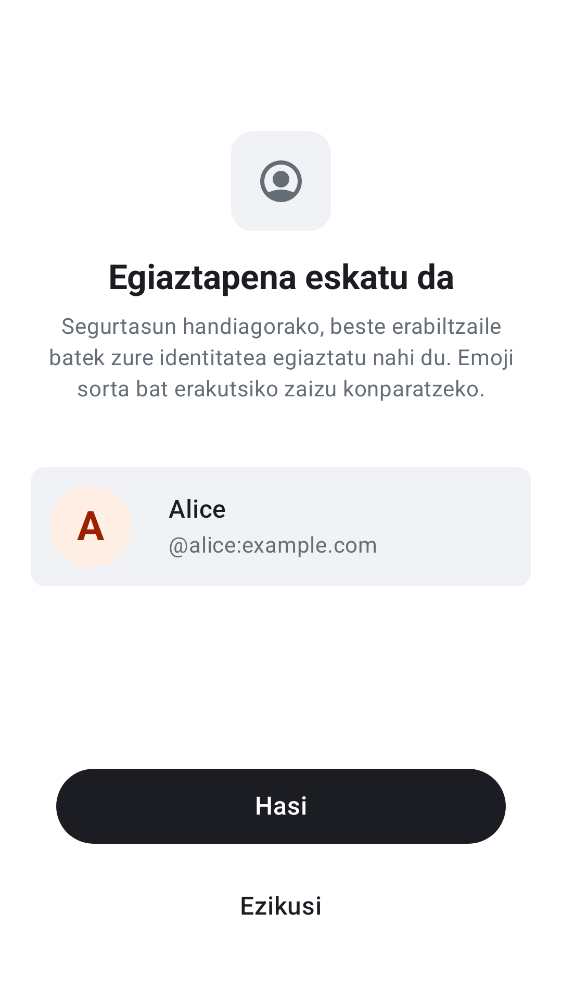 Egiaztapena eskatu da
Segurtasun handiagorako, beste erabiltzaile
batek zure identitatea egiaztatu nahi du. Emoji
sorta bat erakutsiko zaizu konparatzeko.
A
Alice
@alice:example.com
Hasi
Ezikusi